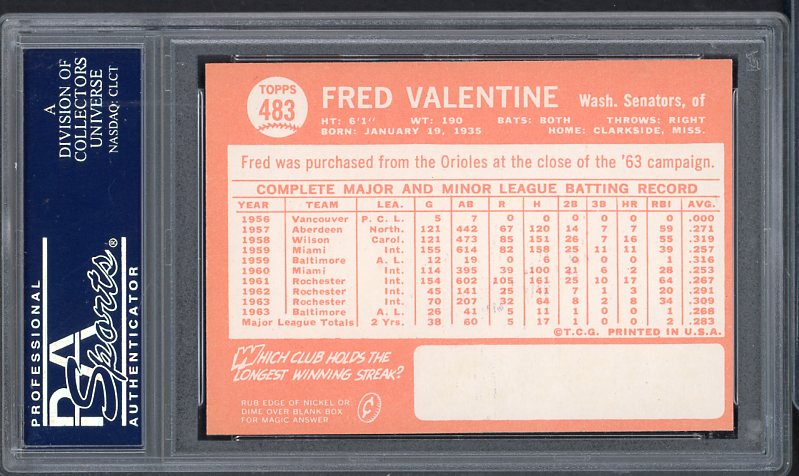 A
DIVISION OF
COLLECTORS
UNIVERSE
NASDAQ: CLCT
PROFESSIONAL
PSA
Sports®
AUTHENTICATOR
TOPPS
483
FRED VALENTINE Wash. Senators, of
HT: 6'1" WT: 190 BATS: BOTH THROWS: RIGHT
BORN: JANUARY 19, 1935 HOME: CLARKSIDE, MISS.
Fred was purchased from the Orioles at the close of the '63 campaign.
COMPLETE MAJOR AND MINOR LEAGUE BATTING RECORD
YEAR TEAM LEA. G AB R H 2B 3B HR RBI AVG.
1956 Vancouver P. C. L. 5 7 0 0 0 0 0 0 .000
1957 Aberdeen North. 121 442 67 120 14 7 7 59 .271
1958 Wilson Carol. 121 473 85 151 26 7 16 55 .319
1959 Miami Int. 155 614 82 158 25 11 11 39 .257
1959 Baltimore A. L. 12 19 0 6 0 0 0 1 .316
1960 Miami Int. 114 395 39 100 21 6 2 28 .253
1961 Rochester Int. 154 602 105 161 25 10 17 64 .267
1962 Rochester Int. 45 141 25 41 7 1 3 20 .291
1963 Rochester Int. 70 207 32 64 8 2 8 34 .309
1963 Baltimore A. L. 26 41 5 11 1 0 0 1 .268
Major League Totals 2 Yrs. 38 60 5 17 1 0 0 2 .283
©T.C.G. PRINTED IN U.S.A.
WHICH CLUB HOLDS THE
LONGEST WINNING STREAK?
RUB EDGE OF NICKEL OR
DIME OVER BLANK BOX
FOR MAGIC ANSWER